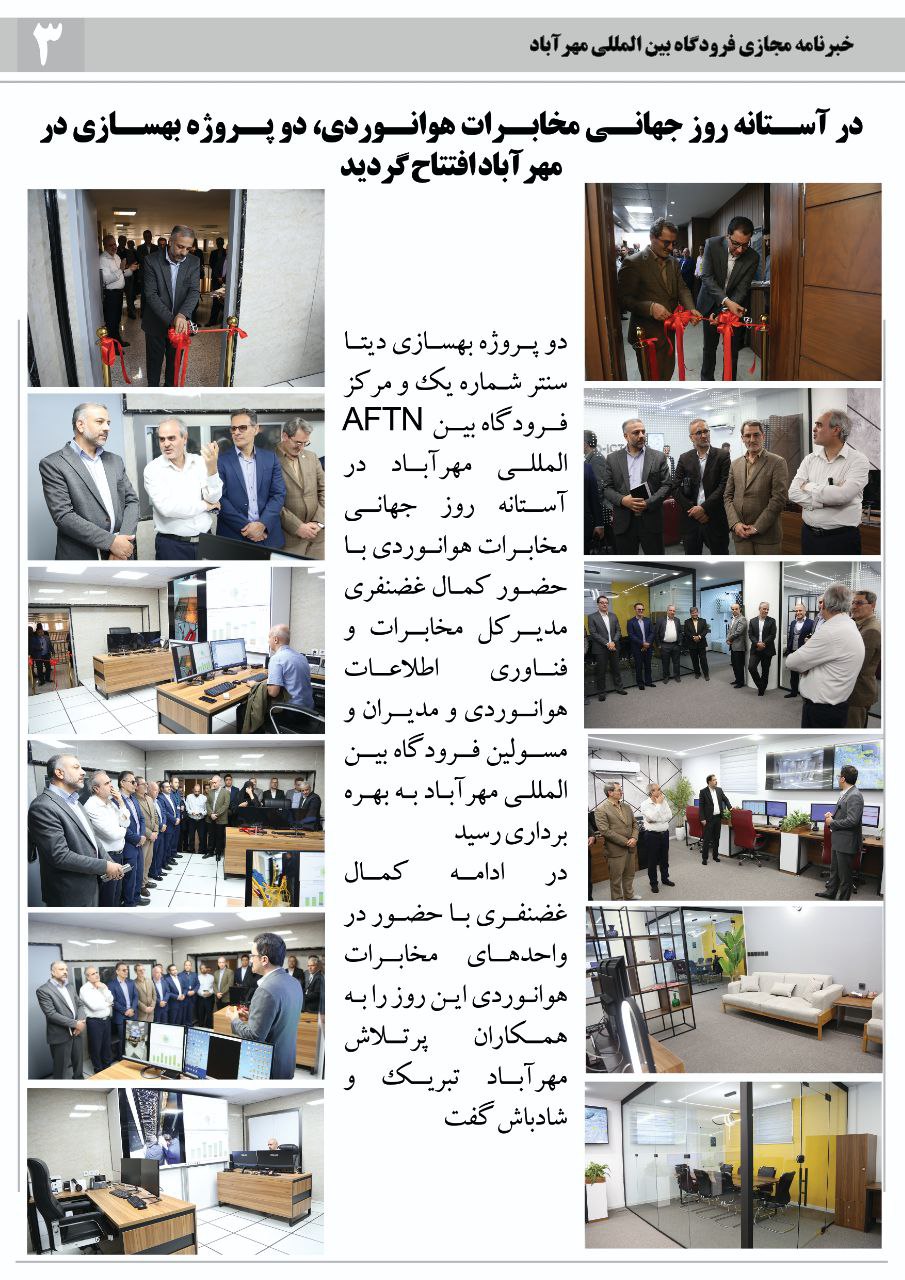 خبرنامه مجازی فرودگاه بین المللی مهرآباد
۳
در آستانه روز جهانی مخابرات هوانوردی، دو پروژه بهسازی در
مهرآباد افتتاح گردید
دو پروژه بهسازی دیتا
سنتر شماره یک و مرکز
AFTN فرودگاه بین
المللی مهرآباد در
آستانه روز جهانی
مخابرات هوانوردی با
حضور کمال غضنفری
مدیرکل مخابرات و
فناوری اطلاعات
هوانوردی و مدیران و
مسولین فرودگاه بین
المللی مهرآباد به بهره
برداری رسید
در ادامه کمال
غضنفری با حضور در
واحدهای مخابرات
هوانوردی این روز را به
همکاران پرتلاش
مهرآباد تبریک و
شادباش گفت